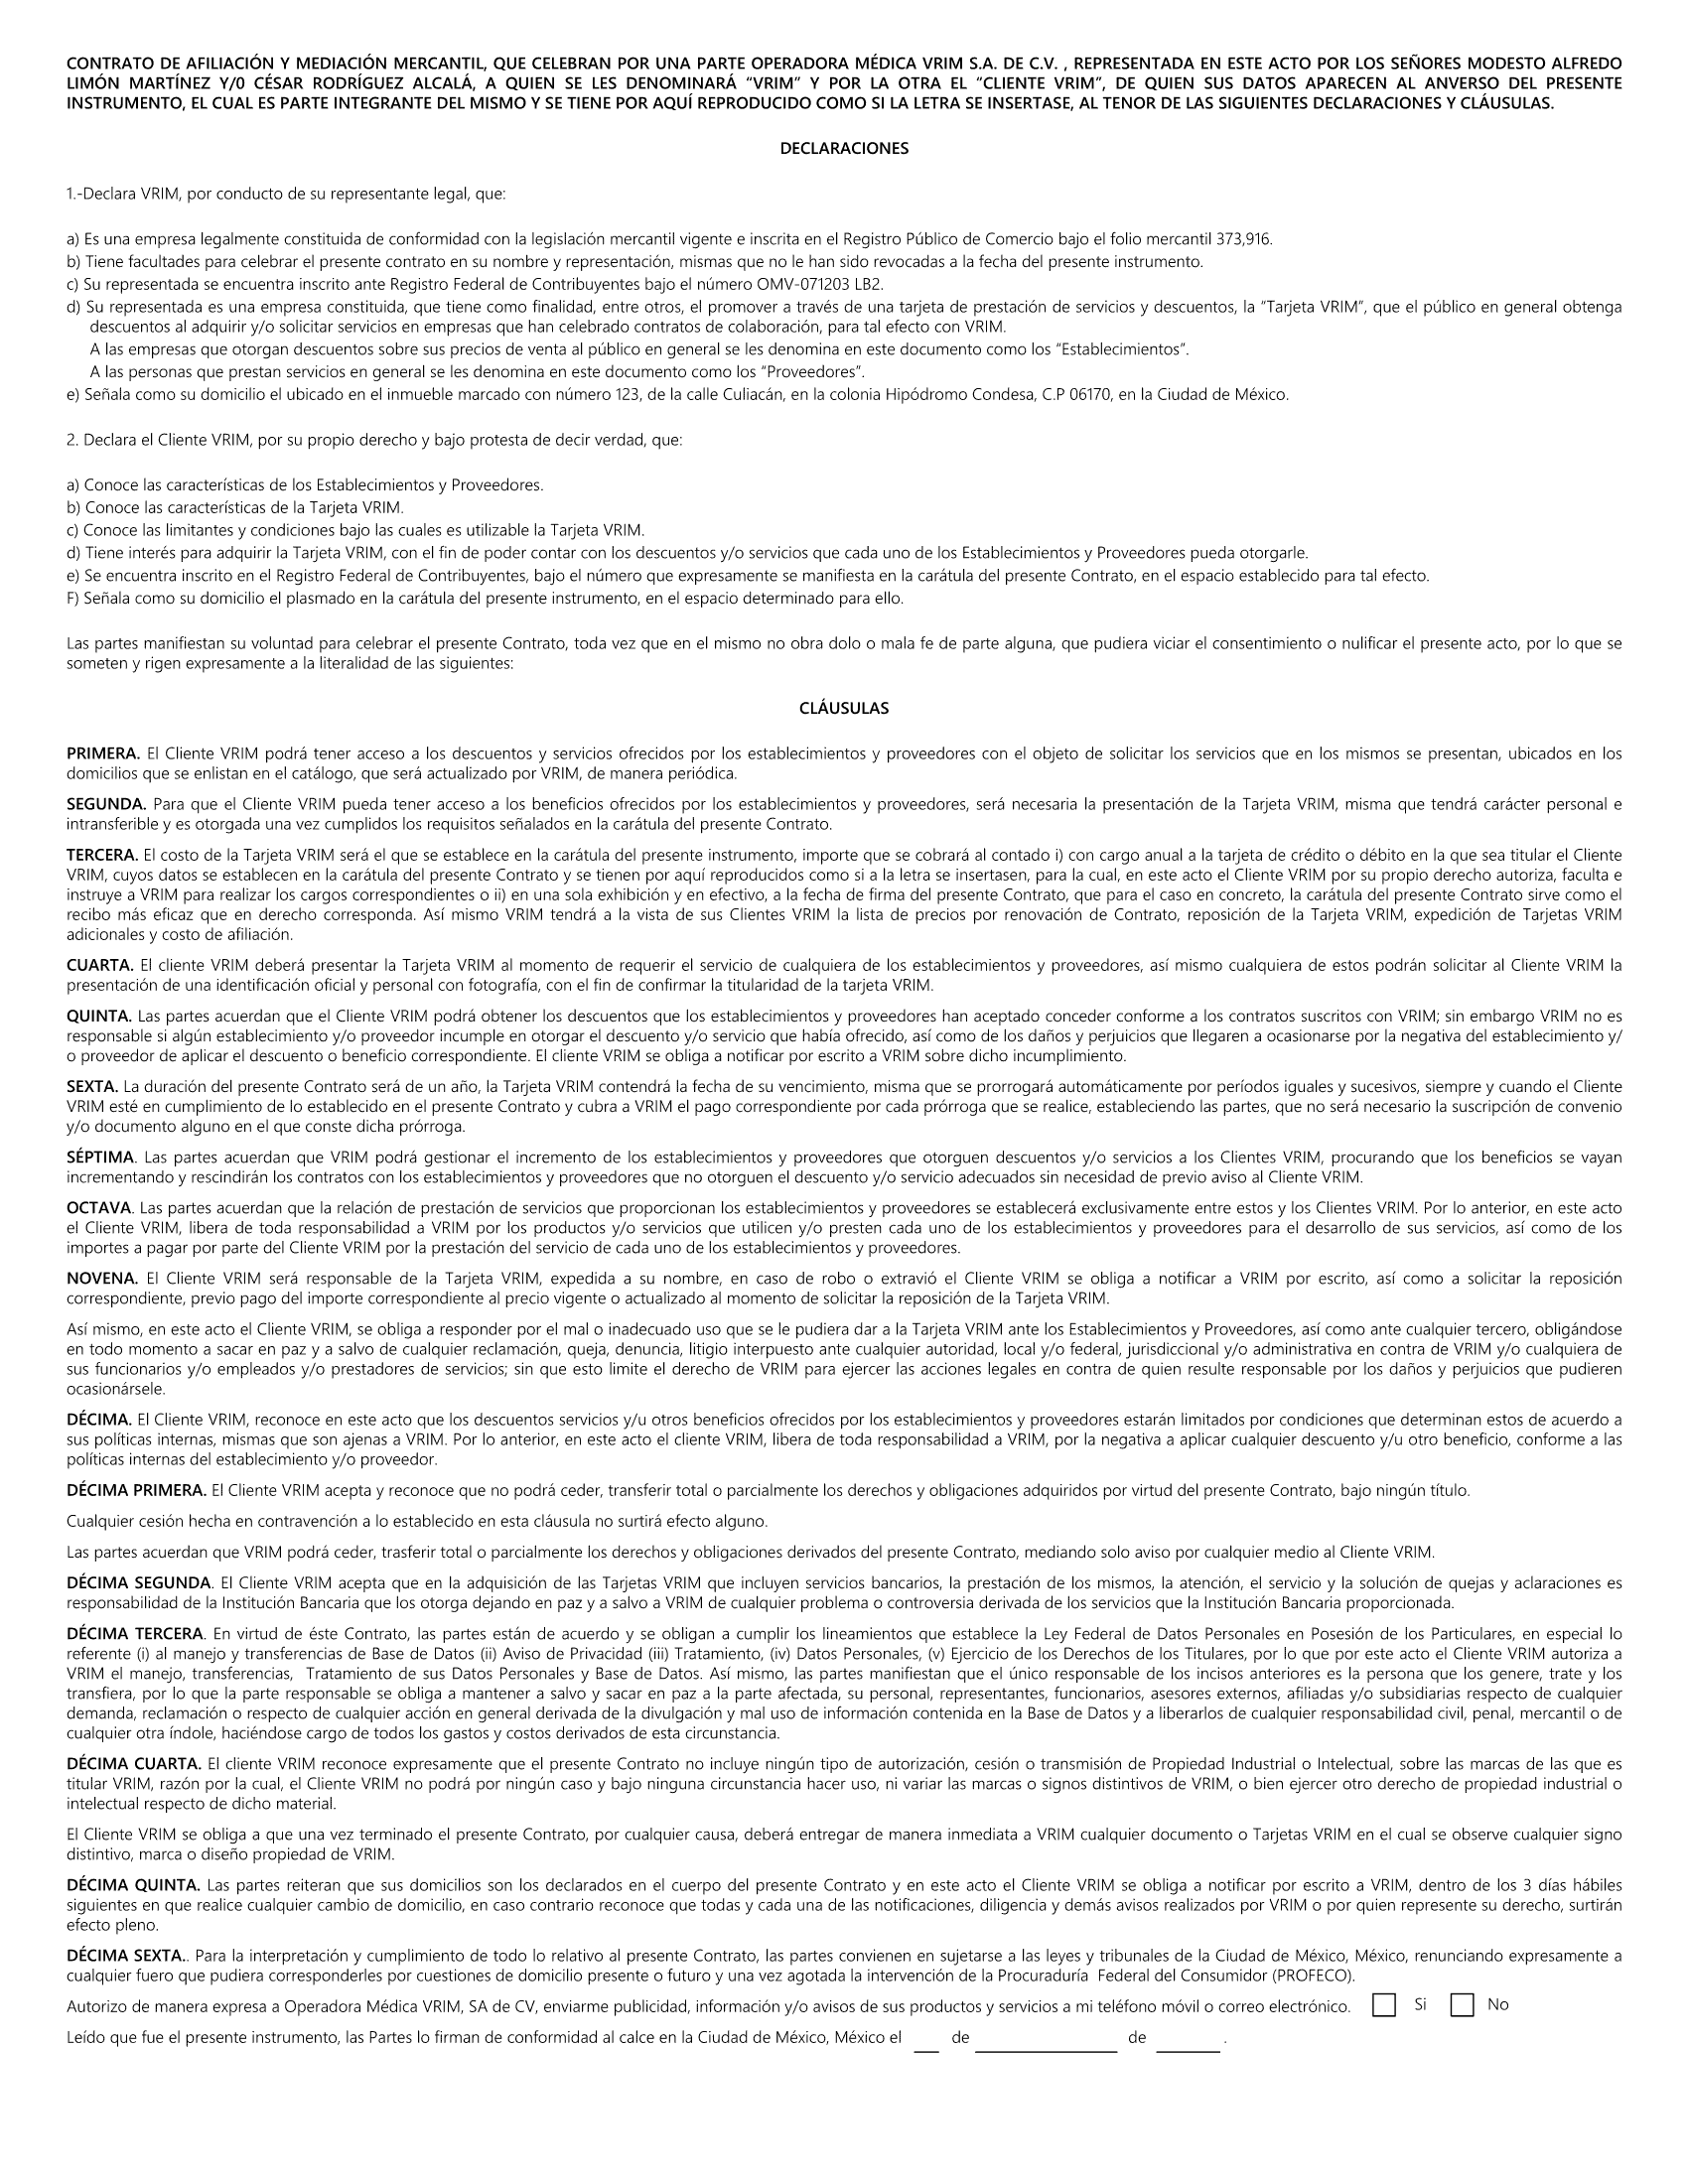 CONTRATO DE AFILIACIÓN Y MEDIACIÓN MERCANTIL, QUE CELEBRAN POR UNA PARTE OPERADORA MÉDICA VRIM S.A. DE C.V. , REPRESENTADA EN ESTE ACTO POR LOS SEÑORES MODESTO ALFREDO
LIMÓN MARTÍNEZ Y/0 CÉSAR RODRÍGUEZ ALCALÁ, A QUIEN SE LES DENOMINARÁ “VRIM” Y POR LA OTRA EL “CLIENTE VRIM”, DE QUIEN SUS DATOS APARECEN AL ANVERSO DEL PRESENTE
INSTRUMENTO, EL CUAL ES PARTE INTEGRANTE DEL MISMO Y SE TIENE POR AQUÍ REPRODUCIDO COMO SI LA LETRA SE INSERTASE, AL TENOR DE LAS SIGUIENTES DECLARACIONES Y CLÁUSULAS.
DECLARACIONES
1.-Declara VRIM, por conducto de su representante legal, que:
a) Es una empresa legalmente constituida de conformidad con la legislación mercantil vigente e inscrita en el Registro Público de Comercio bajo el folio mercantil 373,916.
b) Tiene facultades para celebrar el presente contrato en su nombre y representación, mismas que no le han sido revocadas a la fecha del presente instrumento.
c) Su representada se encuentra inscrito ante Registro Federal de Contribuyentes bajo el número OMV-071203 LB2.
d) Su representada es una empresa constituida, que tiene como finalidad, entre otros, el promover a través de una tarjeta de prestación de servicios y descuentos, la “Tarjeta VRIM”, que el público en general obtenga
descuentos al adquirir y/o solicitar servicios en empresas que han celebrado contratos de colaboración, para tal efecto con VRIM.
A las empresas que otorgan descuentos sobre sus precios de venta al público en general se les denomina en este documento como los “Establecimientos”.
A las personas que prestan servicios en general se les denomina en este documento como los “Proveedores”.
e) Señala como su domicilio el ubicado en el inmueble marcado con número 123, de la calle Culiacán, en la colonia Hipódromo Condesa, C.P 06170, en la Ciudad de México.
2. Declara el Cliente VRIM, por su propio derecho y bajo protesta de decir verdad, que:
a) Conoce las características de los Establecimientos y Proveedores.
b) Conoce las características de la Tarjeta VRIM.
c) Conoce las limitantes y condiciones bajo las cuales es utilizable la Tarjeta VRIM.
d) Tiene interés para adquirir la Tarjeta VRIM, con el fin de poder contar con los descuentos y/o servicios que cada uno de los Establecimientos y Proveedores pueda otorgarle.
e) Se encuentra inscrito en el Registro Federal de Contribuyentes, bajo el número que expresamente se manifiesta en la carátula del presente Contrato, en el espacio establecido para tal efecto.
F) Señala como su domicilio el plasmado en la carátula del presente instrumento, en el espacio determinado para ello.
Las partes manifiestan su voluntad para celebrar el presente Contrato, toda vez que en el mismo no obra dolo o mala fe de parte alguna, que pudiera viciar el consentimiento o nulificar el presente acto, por lo que se
someten y rigen expresamente a la literalidad de las siguientes:
CLÁUSULAS
PRIMERA. El Cliente VRIM podrá tener acceso a los descuentos y servicios ofrecidos por los establecimientos y proveedores con el objeto de solicitar los servicios que en los mismos se presentan, ubicados en los
domicilios que se enlistan en el catálogo, que será actualizado por VRIM, de manera periódica.
SEGUNDA. Para que el Cliente VRIM pueda tener acceso a los beneficios ofrecidos por los establecimientos y proveedores, será necesaria la presentación de la Tarjeta VRIM, misma que tendrá carácter personal e
intransferible y es otorgada una vez cumplidos los requisitos señalados en la carátula del presente Contrato.
TERCERA. El costo de la Tarjeta VRIM será el que se establece en la carátula del presente instrumento, importe que se cobrará al contado i) con cargo anual a la tarjeta de crédito o débito en la que sea titular el Cliente
VRIM, cuyos datos se establecen en la carátula del presente Contrato y se tienen por aquí reproducidos como si a la letra se insertasen, para la cual, en este acto el Cliente VRIM por su propio derecho autoriza, faculta e
instruye a VRIM para realizar los cargos correspondientes o ii) en una sola exhibición y en efectivo, a la fecha de firma del presente Contrato, que para el caso en concreto, la carátula del presente Contrato sirve como el
recibo más eficaz que en derecho corresponda. Así mismo VRIM tendrá a la vista de sus Clientes VRIM la lista de precios por renovación de Contrato, reposición de la Tarjeta VRIM, expedición de Tarjetas VRIM
adicionales y costo de afiliación.
CUARTA. El cliente VRIM deberá presentar la Tarjeta VRIM al momento de requerir el servicio de cualquiera de los establecimientos y proveedores, así mismo cualquiera de estos podrán solicitar al Cliente VRIM la
presentación de una identificación oficial y personal con fotografía, con el fin de confirmar la titularidad de la tarjeta VRIM.
QUINTA. Las partes acuerdan que el Cliente VRIM podrá obtener los descuentos que los establecimientos y proveedores han aceptado conceder conforme a los contratos suscritos con VRIM; sin embargo VRIM no es
responsable si algún establecimiento y/o proveedor incumple en otorgar el descuento y/o servicio que había ofrecido, así como de los daños y perjuicios que llegaren a ocasionarse por la negativa del establecimiento y/
o proveedor de aplicar el descuento o beneficio correspondiente. El cliente VRIM se obliga a notificar por escrito a VRIM sobre dicho incumplimiento.
SEXTA. La duración del presente Contrato será de un año, la Tarjeta VRIM contendrá la fecha de su vencimiento, misma que se prorrogará automáticamente por períodos iguales y sucesivos, siempre y cuando el Cliente
VRIM esté en cumplimiento de lo establecido en el presente Contrato y cubra a VRIM el pago correspondiente por cada prórroga que se realice, estableciendo las partes, que no será necesario la suscripción de convenio
y/o documento alguno en el que conste dicha prórroga.
SÉPTIMA. Las partes acuerdan que VRIM podrá gestionar el incremento de los establecimientos y proveedores que otorguen descuentos y/o servicios a los Clientes VRIM, procurando que los beneficios se vayan
incrementando y rescindirán los contratos con los establecimientos y proveedores que no otorguen el descuento y/o servicio adecuados sin necesidad de previo aviso al Cliente VRIM.
OCTAVA. Las partes acuerdan que la relación de prestación de servicios que proporcionan los establecimientos y proveedores se establecerá exclusivamente entre estos y los Clientes VRIM. Por lo anterior, en este acto
el Cliente VRIM, libera de toda responsabilidad a VRIM por los productos y/o servicios que utilicen y/o presten cada uno de los establecimientos y proveedores para el desarrollo de sus servicios, así como de los
importes a pagar por parte del Cliente VRIM por la prestación del servicio de cada uno de los establecimientos y proveedores.
NOVENA. El Cliente VRIM será responsable de la Tarjeta VRIM, expedida a su nombre, en caso de robo o extravió el Cliente VRIM se obliga a notificar a VRIM por escrito, así como a solicitar la reposición
correspondiente, previo pago del importe correspondiente al precio vigente o actualizado al momento de solicitar la reposición de la Tarjeta VRIM.
Así mismo, en este acto el Cliente VRIM, se obliga a responder por el mal o inadecuado uso que se le pudiera dar a la Tarjeta VRIM ante los Establecimientos y Proveedores, así como ante cualquier tercero, obligándose
en todo momento a sacar en paz y a salvo de cualquier reclamación, queja, denuncia, litigio interpuesto ante cualquier autoridad, local y/o federal, jurisdiccional y/o administrativa en contra de VRIM y/o cualquiera de
sus funcionarios y/o empleados y/o prestadores de servicios; sin que esto limite el derecho de VRIM para ejercer las acciones legales en contra de quien resulte responsable por los daños y perjuicios que pudieren
ocasionársele.
DÉCIMA. El Cliente VRIM, reconoce en este acto que los descuentos servicios y/u otros beneficios ofrecidos por los establecimientos y proveedores estarán limitados por condiciones que determinan estos de acuerdo a
sus políticas internas, mismas que son ajenas a VRIM. Por lo anterior, en este acto el cliente VRIM, libera de toda responsabilidad a VRIM, por la negativa a aplicar cualquier descuento y/u otro beneficio, conforme a las
políticas internas del establecimiento y/o proveedor.
DÉCIMA PRIMERA. El Cliente VRIM acepta y reconoce que no podrá ceder, transferir total o parcialmente los derechos y obligaciones adquiridos por virtud del presente Contrato, bajo ningún título.
Cualquier cesión hecha en contravención a lo establecido en esta cláusula no surtirá efecto alguno.
Las partes acuerdan que VRIM podrá ceder, trasferir total o parcialmente los derechos y obligaciones derivados del presente Contrato, mediando solo aviso por cualquier medio al Cliente VRIM.
DÉCIMA SEGUNDA. El Cliente VRIM acepta que en la adquisición de las Tarjetas VRIM que incluyen servicios bancarios, la prestación de los mismos, la atención, el servicio y la solución de quejas y aclaraciones es
responsabilidad de la Institución Bancaria que los otorga dejando en paz y a salvo a VRIM de cualquier problema o controversia derivada de los servicios que la Institución Bancaria proporcionada.
DÉCIMA TERCERA. En virtud de éste Contrato, las partes están de acuerdo y se obligan a cumplir los lineamientos que establece la Ley Federal de Datos Personales en Posesión de los Particulares, en especial lo
referente (i) al manejo y transferencias de Base de Datos (ii) Aviso de Privacidad (iii) Tratamiento, (iv) Datos Personales, (v) Ejercicio de los Derechos de los Titulares, por lo que por este acto el Cliente VRIM autoriza a
VRIM el manejo, transferencias, Tratamiento de sus Datos Personales y Base de Datos. Así mismo, las partes manifiestan que el único responsable de los incisos anteriores es la persona que los genere, trate y los
transfiera, por lo que la parte responsable se obliga a mantener a salvo y sacar en paz a la parte afectada, su personal, representantes, funcionarios, asesores externos, afiliadas y/o subsidiarias respecto de cualquier
demanda, reclamación o respecto de cualquier acción en general derivada de la divulgación y mal uso de información contenida en la Base de Datos y a liberarlos de cualquier responsabilidad civil, penal, mercantil o de
cualquier otra índole, haciéndose cargo de todos los gastos y costos derivados de esta circunstancia.
DÉCIMA CUARTA. El cliente VRIM reconoce expresamente que el presente Contrato no incluye ningún tipo de autorización, cesión o transmisión de Propiedad Industrial o Intelectual, sobre las marcas de las que es
titular VRIM, razón por la cual, el Cliente VRIM no podrá por ningún caso y bajo ninguna circunstancia hacer uso, ni variar las marcas o signos distintivos de VRIM, o bien ejercer otro derecho de propiedad industrial o
intelectual respecto de dicho material.
El Cliente VRIM se obliga a que una vez terminado el presente Contrato, por cualquier causa, deberá entregar de manera inmediata a VRIM cualquier documento o Tarjetas VRIM en el cual se observe cualquier signo
distintivo, marca o diseño propiedad de VRIM.
DÉCIMA QUINTA. Las partes reiteran que sus domicilios son los declarados en el cuerpo del presente Contrato y en este acto el Cliente VRIM se obliga a notificar por escrito a VRIM, dentro de los 3 días hábiles
siguientes en que realice cualquier cambio de domicilio, en caso contrario reconoce que todas y cada una de las notificaciones, diligencia y demás avisos realizados por VRIM o por quien represente su derecho, surtirán
efecto pleno.
DÉCIMA SEXTA.. Para la interpretación y cumplimiento de todo lo relativo al presente Contrato, las partes convienen en sujetarse a las leyes y tribunales de la Ciudad de México, México, renunciando expresamente a
cualquier fuero que pudiera corresponderles por cuestiones de domicilio presente o futuro y una vez agotada la intervención de la Procuraduría Federal del Consumidor (PROFECO).
Autorizo de manera expresa a Operadora Médica VRIM, SA de CV, enviarme publicidad, información y/o avisos de sus productos y servicios a mi teléfono móvil o correo electrónico. Si No
Leído que fue el presente instrumento, las Partes lo firman de conformidad al calce en la Ciudad de México, México el ___ de ______________ de ______ .